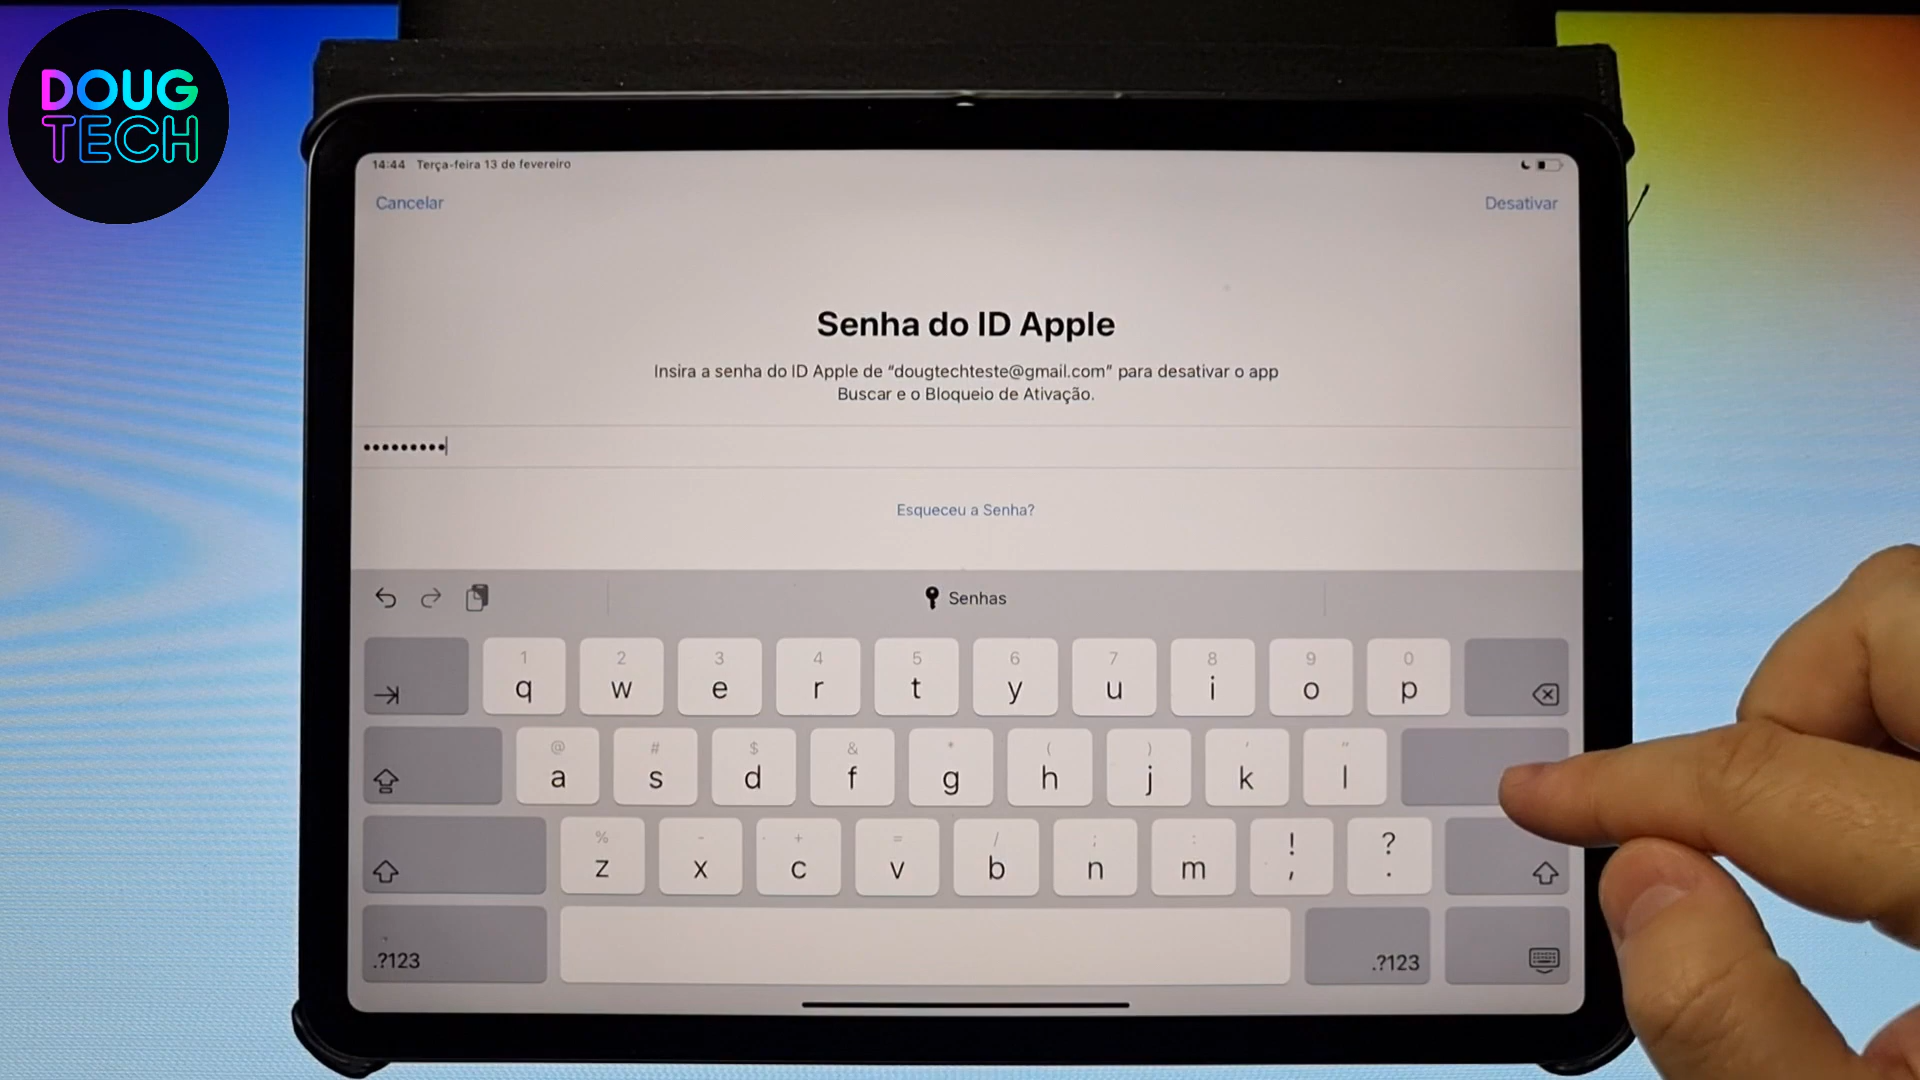 DOUG
TECH
14:44 Terça-feira 13 de fevereiro
Cancelar
Desativar
Senha do ID Apple
Insira a senha do ID Apple de “dougtechteste@gmail.com” para desativar o app
Buscar e o Bloqueio de Ativação.
•••••••••
Esqueceu a Senha?
Senhas
1 2 3 4 5 6 7 8 9 0
q w e r t y u i o p
@ # $ & * ( ) ' "
a s d f g h j k l
% - + = / ; : ! ?
z x c v b n m , .
.?123 .?123